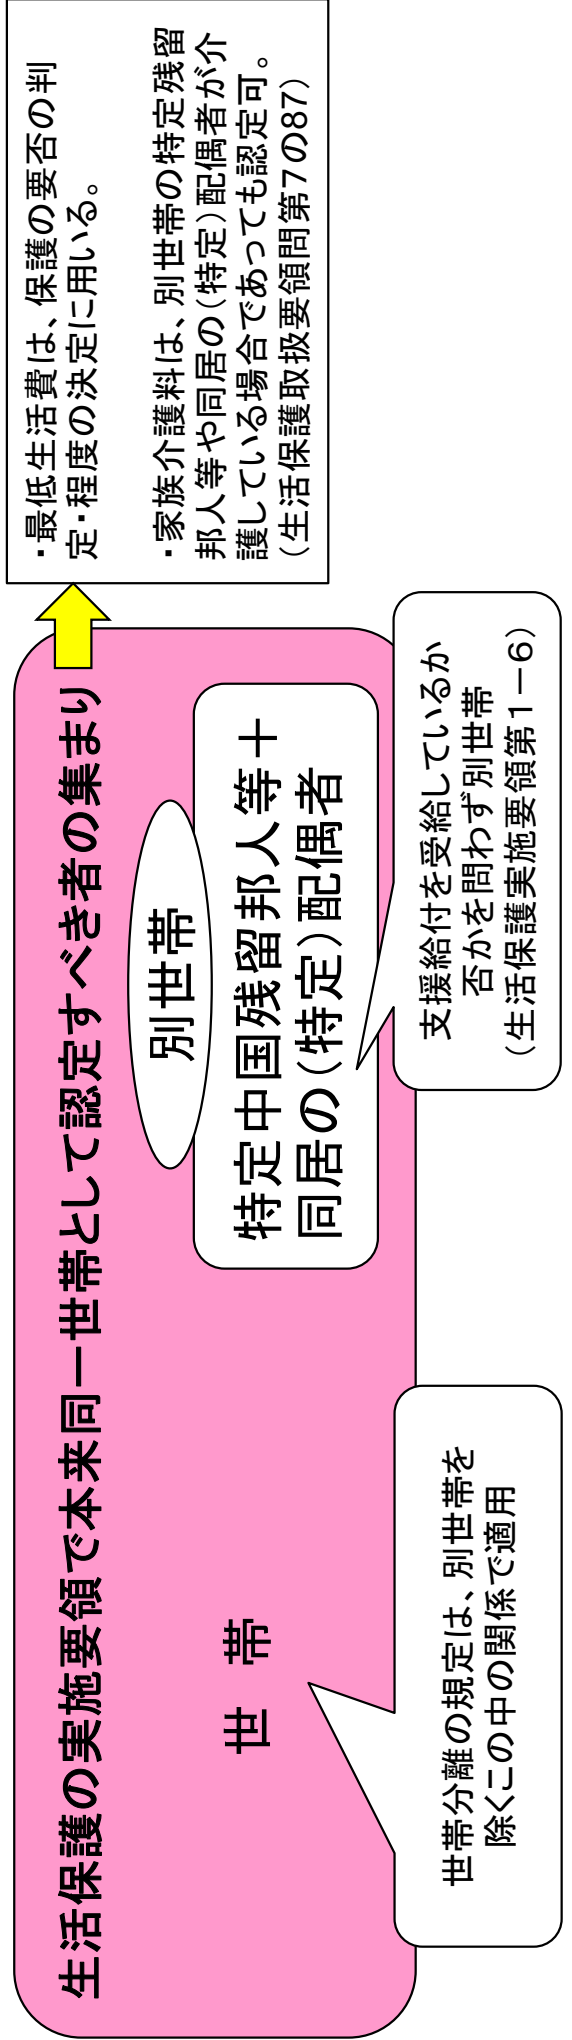 生活保護の実施要領で本来同一世帯として認定すべき者の集まり
世　帯
別世帯
特定中国残留邦人等＋
同居の（特定）配偶者
世帯分離の規定は、別世帯を
除くこの中の関係で適用
支援給付を受給しているか
否かを問わず別世帯
（生活保護実施要領第１－６）
・最低生活費は、保護の要否の判
定・程度の決定に用いる。
・家族介護料は、別世帯の特定残留
邦人等や同居の（特定）配偶者が介
護している場合であっても認定可。
（生活保護取扱要領問第７の87）